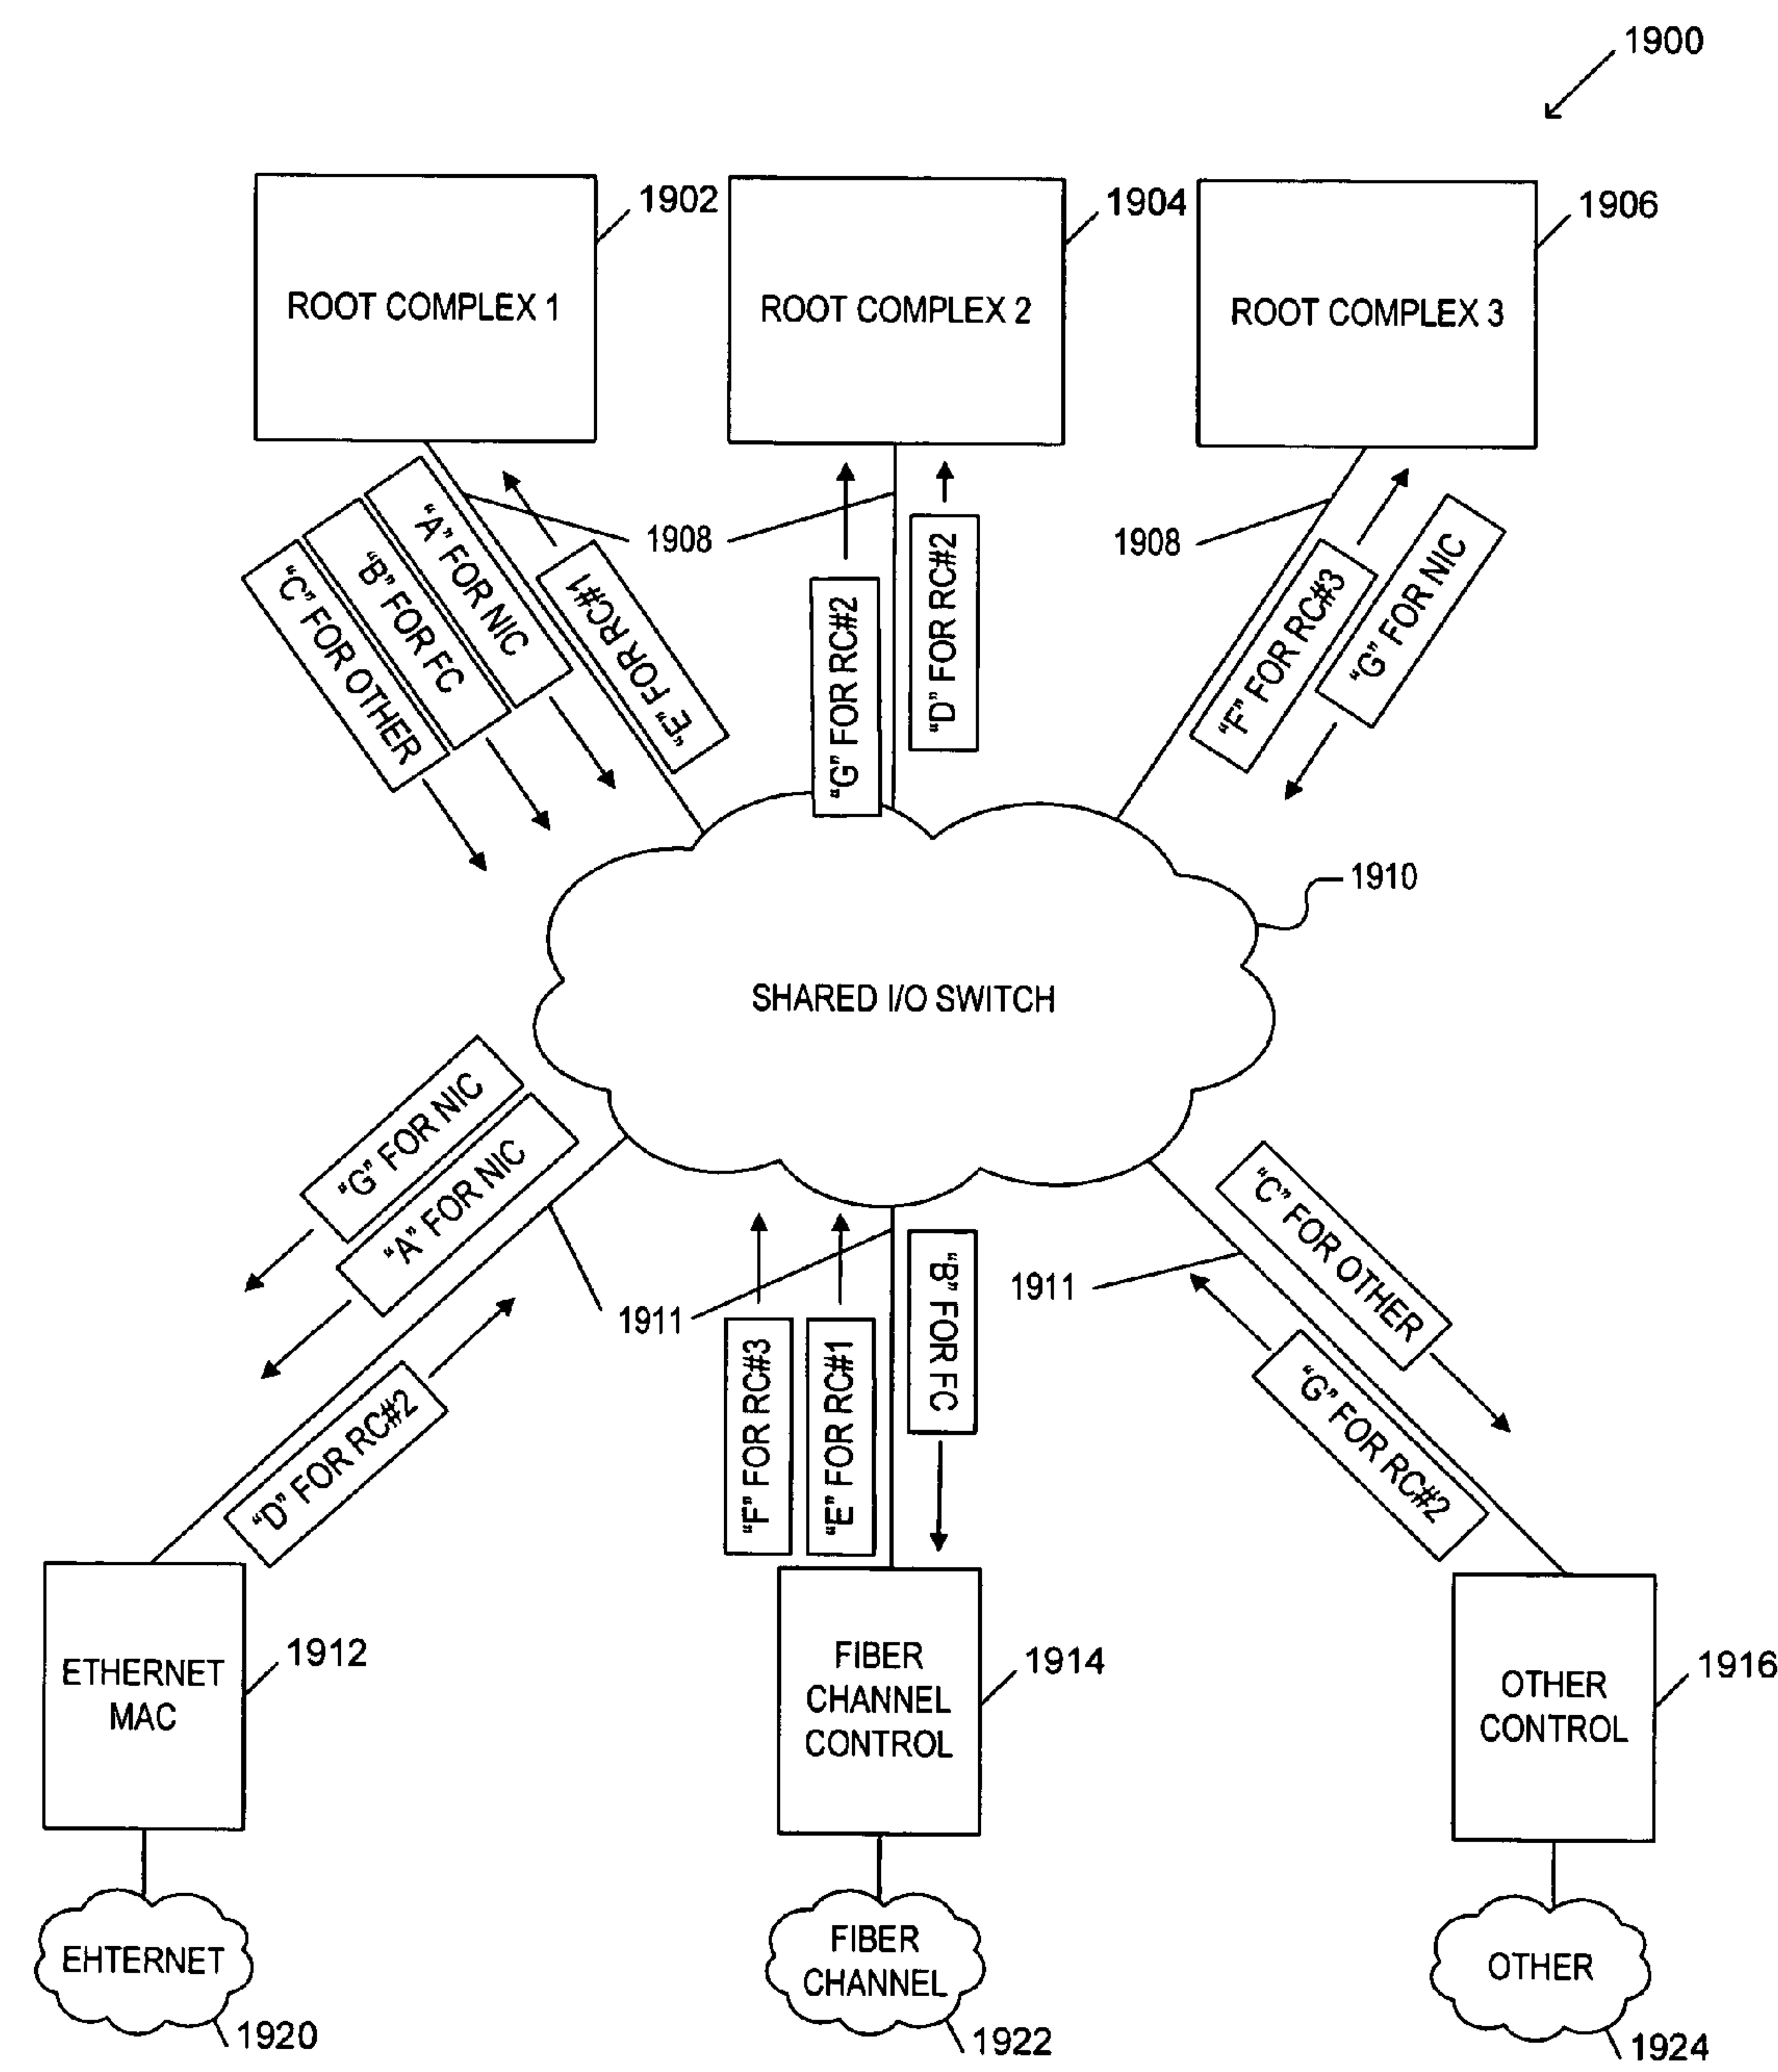 1900
1902
1904
1906
ROOT COMPLEX 1
ROOT COMPLEX 2
ROOT COMPLEX 3
"A" FOR NIC
"B" FOR FC
"C" FOR OTHER
"E" FOR RC#1
1908
"G" FOR RC#2
"D" FOR RC#2
1908
"F" FOR RC#3
"G" FOR NIC
1910
SHARED I/O SWITCH
"G" FOR NIC
"A" FOR NIC
"D" FOR RC#2
1911
"F" FOR RC#3
"E" FOR RC#1
"B" FOR FC
1911
"C" FOR OTHER
"G" FOR RC#2
ETHERNET
MAC
1912
FIBER
CHANNEL
CONTROL
1914
OTHER
CONTROL
1916
EHTERNET
1920
FIBER
CHANNEL
1922
OTHER
1924